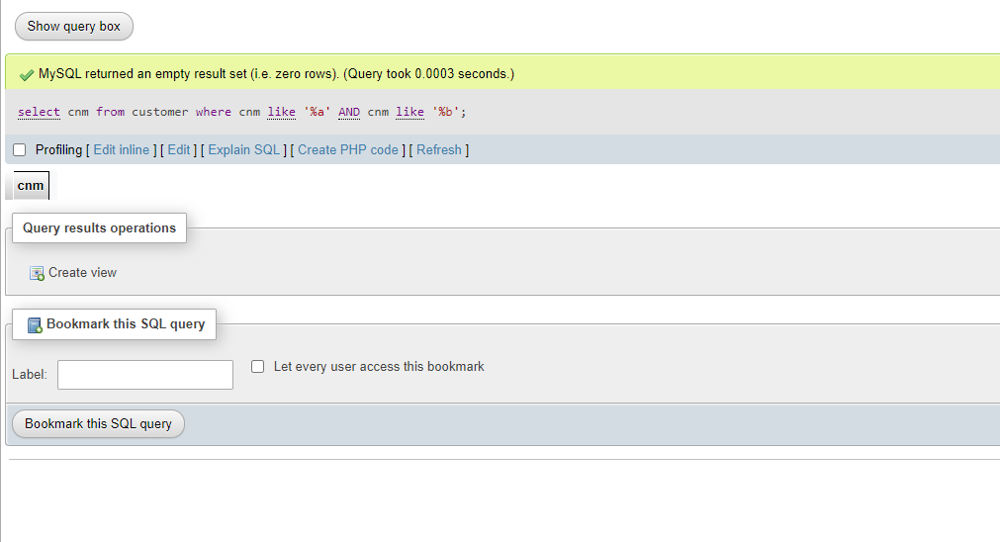 Show query box
MySQL returned an empty result set (i.e. zero rows). (Query took 0.0003 seconds.)
select cnm from customer where cnm like '%a' AND cnm like '%b';
Profiling [ Edit inline ] [ Edit ] [ Explain SQL ] [ Create PHP code ] [ Refresh ]
cnm
Query results operations
Create view
Bookmark this SQL query
Label:
Let every user access this bookmark
Bookmark this SQL query